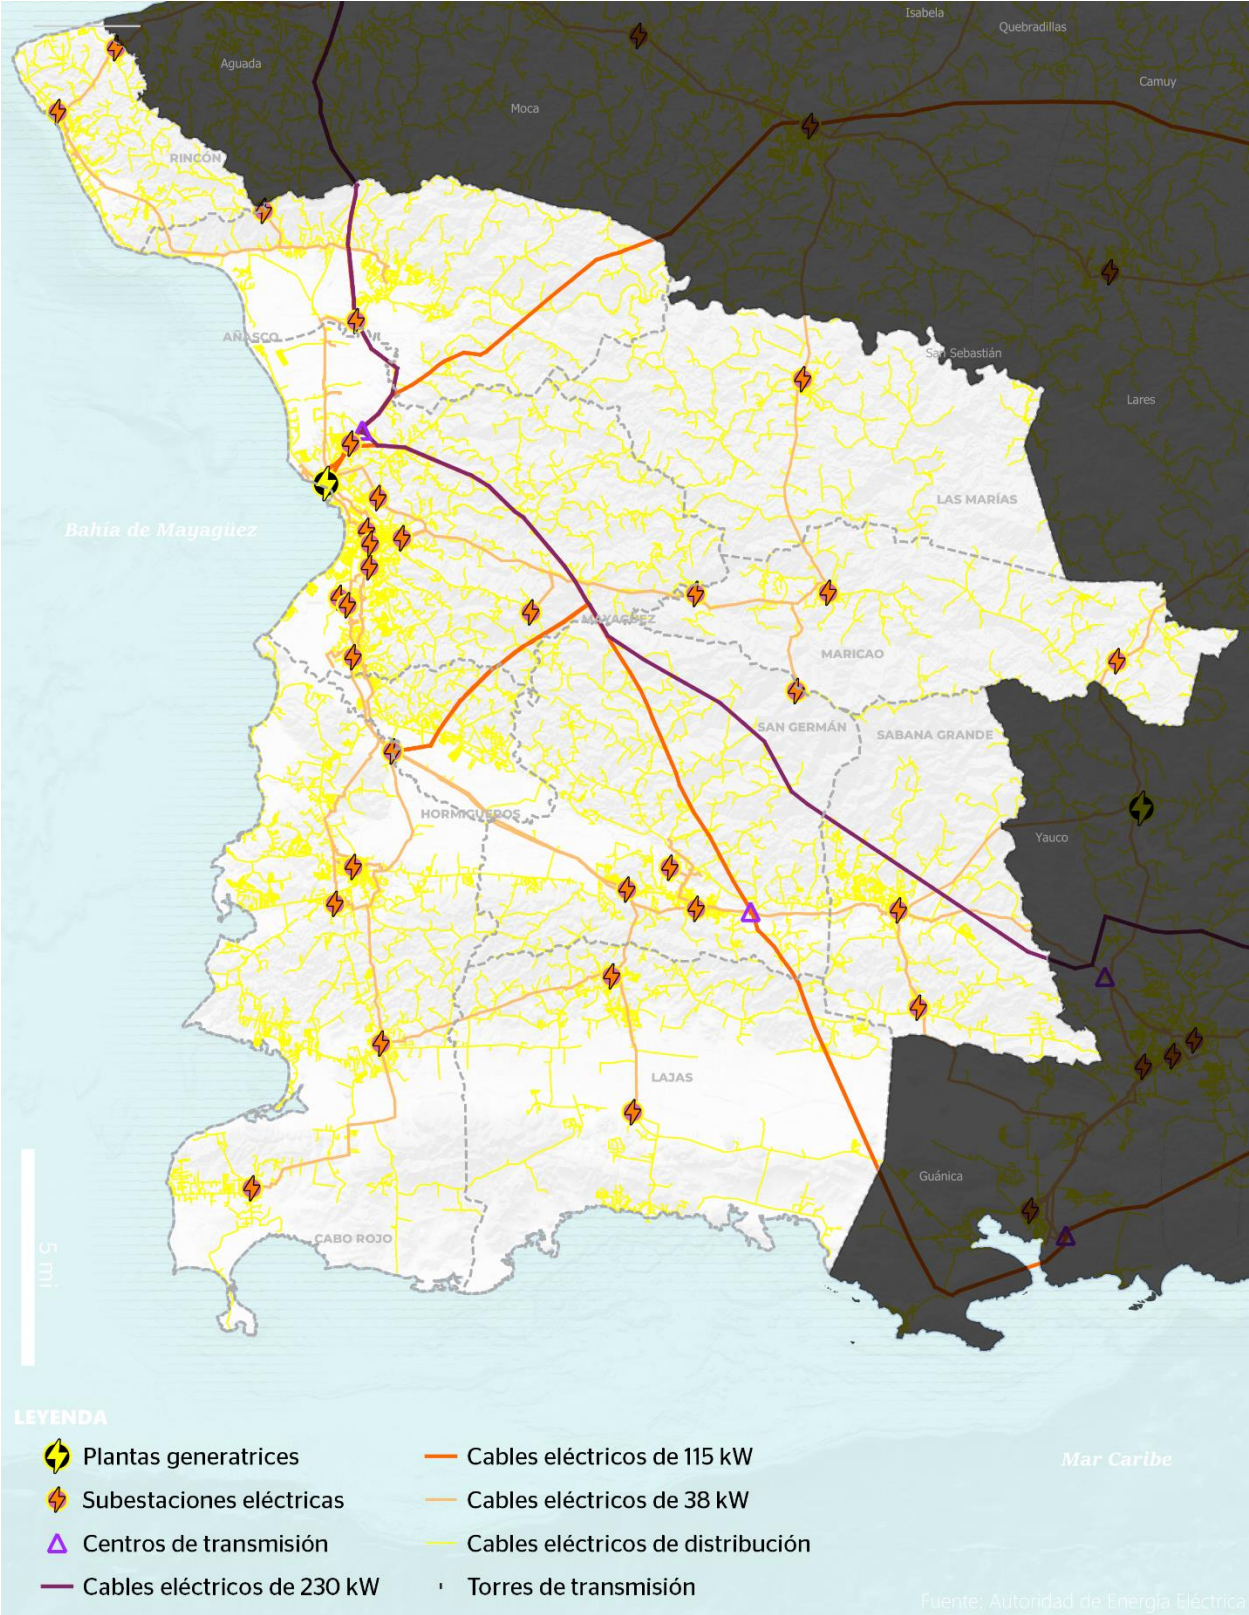 Isabela
Quebradillas
Aguada
Camuy
Moca
RINCÓN
AÑASCO
San Sebastián
Lares
LAS MARÍAS
Bahía de Mayagüez
MAYAGÜEZ
MARICAO
SAN GERMÁN
SABANA GRANDE
HORMIGUEROS
Yauco
LAJAS
Guánica
CABO ROJO
5 mi
LEYENDA
Plantas generatrices
Subestaciones eléctricas
Centros de transmisión
Cables eléctricos de 230 kW
Cables eléctricos de 115 kW
Cables eléctricos de 38 kW
Cables eléctricos de distribución
Torres de transmisión
Mar Caribe
Fuente: Autoridad de Energía Eléctrica